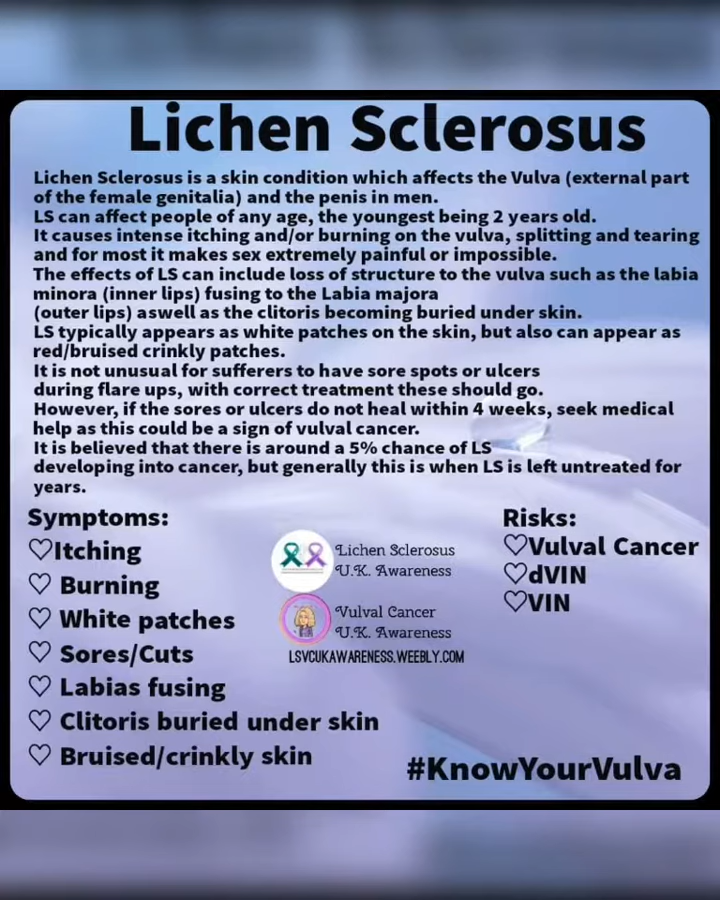 Lichen Sclerosus
Lichen Sclerosus is a skin condition which affects the Vulva (external part
of the female genitalia) and the penis in men.
LS can affect people of any age, the youngest being 2 years old.
It causes intense itching and/or burning on the vulva, splitting and tearing
and for most it makes sex extremely painful or impossible.
The effects of LS can include loss of structure to the vulva such as the labia
minora (inner lips) fusing to the Labia majora
(outer lips) aswell as the clitoris becoming buried under skin.
LS typically appears as white patches on the skin, but also can appear as
red/bruised crinkly patches.
It is not unusual for sufferers to have sore spots or ulcers
during flare ups, with correct treatment these should go.
However, if the sores or ulcers do not heal within 4 weeks, seek medical
help as this could be a sign of vulval cancer.
It is believed that there is around a 5% chance of LS
developing into cancer, but generally this is when LS is left untreated for
years.
Symptoms:
♡Itching
♡ Burning
♡ White patches
♡ Sores/Cuts
♡ Labias fusing
♡ Clitoris buried under skin
♡ Bruised/crinkly skin
Lichen Sclerosus
U.K. Awareness
Vulval Cancer
U.K. Awareness
LSVCUKAWARENESS.WEEBLY.COM
Risks:
♡Vulval Cancer
♡dVIN
♡VIN
#KnowYourVulva